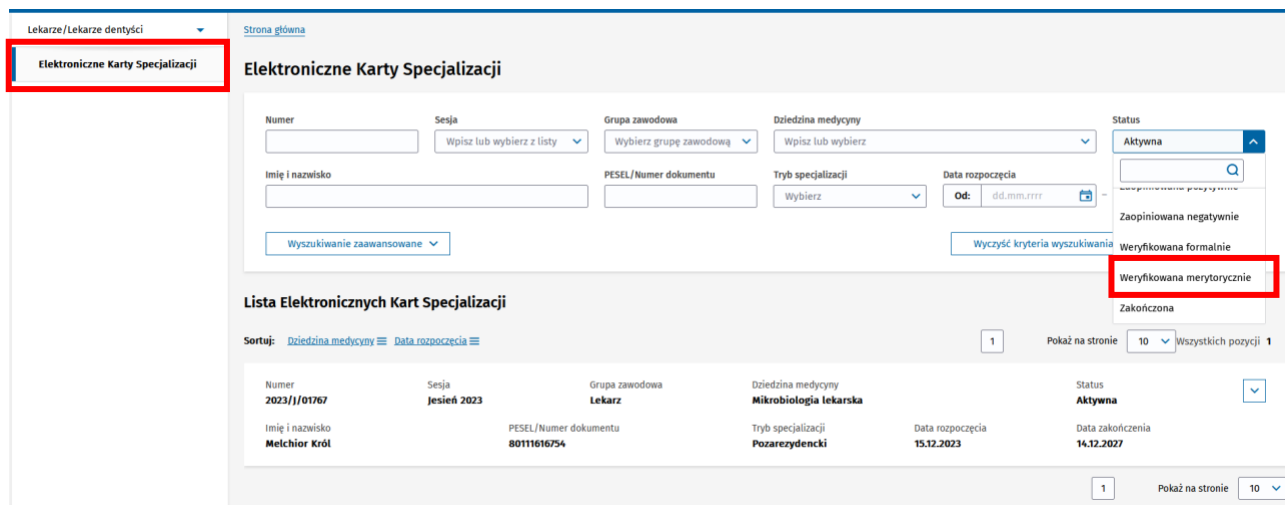 Lekarze/Lekarze dentyści
Elektroniczne Karty Specjalizacji
Strona główna
Elektroniczne Karty Specjalizacji
Numer Sesja Grupa zawodowa Dziedzina medycyny Status
Wpisz lub wybierz z listy Wybierz grupę zawodową Wpisz lub wybierz Aktywna
Imię i nazwisko PESEL/Numer dokumentu Tryb specjalizacji Data rozpoczęcia
Wybierz Od: dd.mm.rrrr –
Zaopiniowana pozytywnie
Zaopiniowana negatywnie
Weryfikowana formalnie
Weryfikowana merytorycznie
Zakończona
Wyszukiwanie zaawansowane Wyczyść kryteria wyszukiwania
Lista Elektronicznych Kart Specjalizacji
Sortuj: Dziedzina medycyny Data rozpoczęcia 1 Pokaż na stronie 10 Wszystkich pozycji 1
Numer Sesja Grupa zawodowa Dziedzina medycyny Status
2023/J/01767 Jesień 2023 Lekarz Mikrobiologia lekarska Aktywna
Imię i nazwisko PESEL/Numer dokumentu Tryb specjalizacji Data rozpoczęcia Data zakończenia
Melchior Król 80111616754 Pozarezydencki 15.12.2023 14.12.2027
1 Pokaż na stronie 10